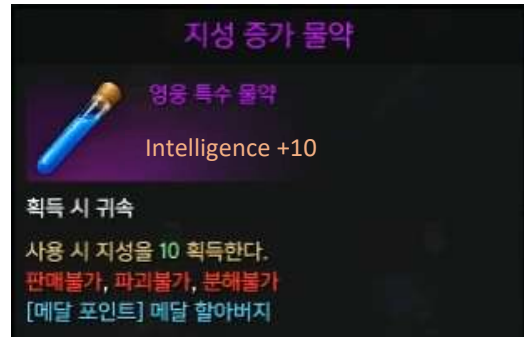 지성 증가 물약
영웅 특수 물약
Intelligence +10
획득 시 귀속
사용 시 지성을 10 획득한다.
판매불가, 파괴불가, 분해불가
[메달 포인트] 메달 할아버지